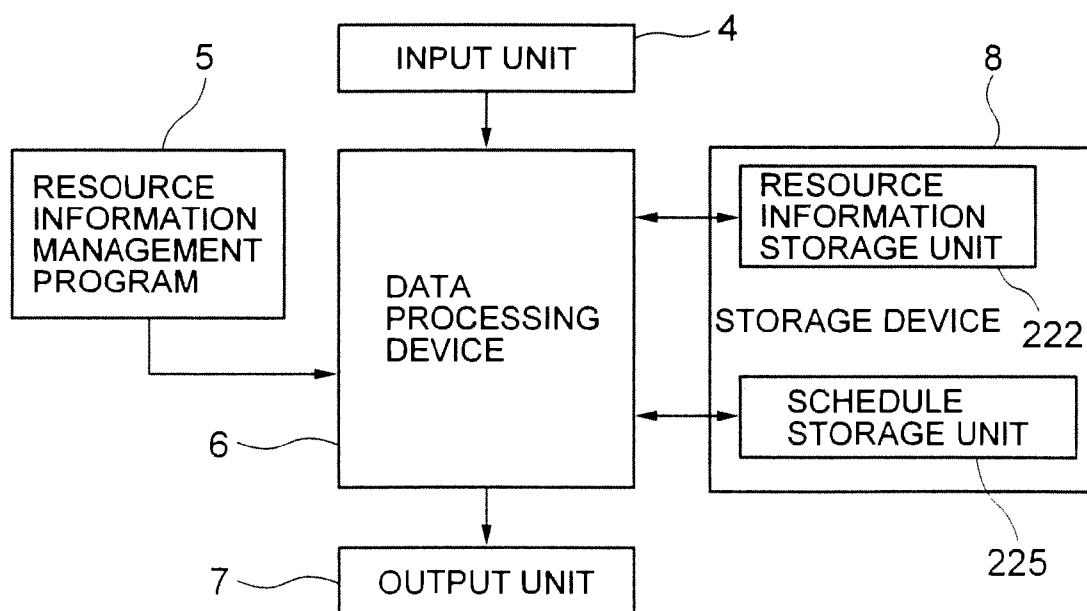 4
INPUT UNIT
5
8
RESOURCE
INFORMATION
MANAGEMENT
PROGRAM
RESOURCE
INFORMATION
STORAGE UNIT
DATA
PROCESSING
DEVICE
STORAGE DEVICE
222
SCHEDULE
STORAGE UNIT
6
225
7
OUTPUT UNIT